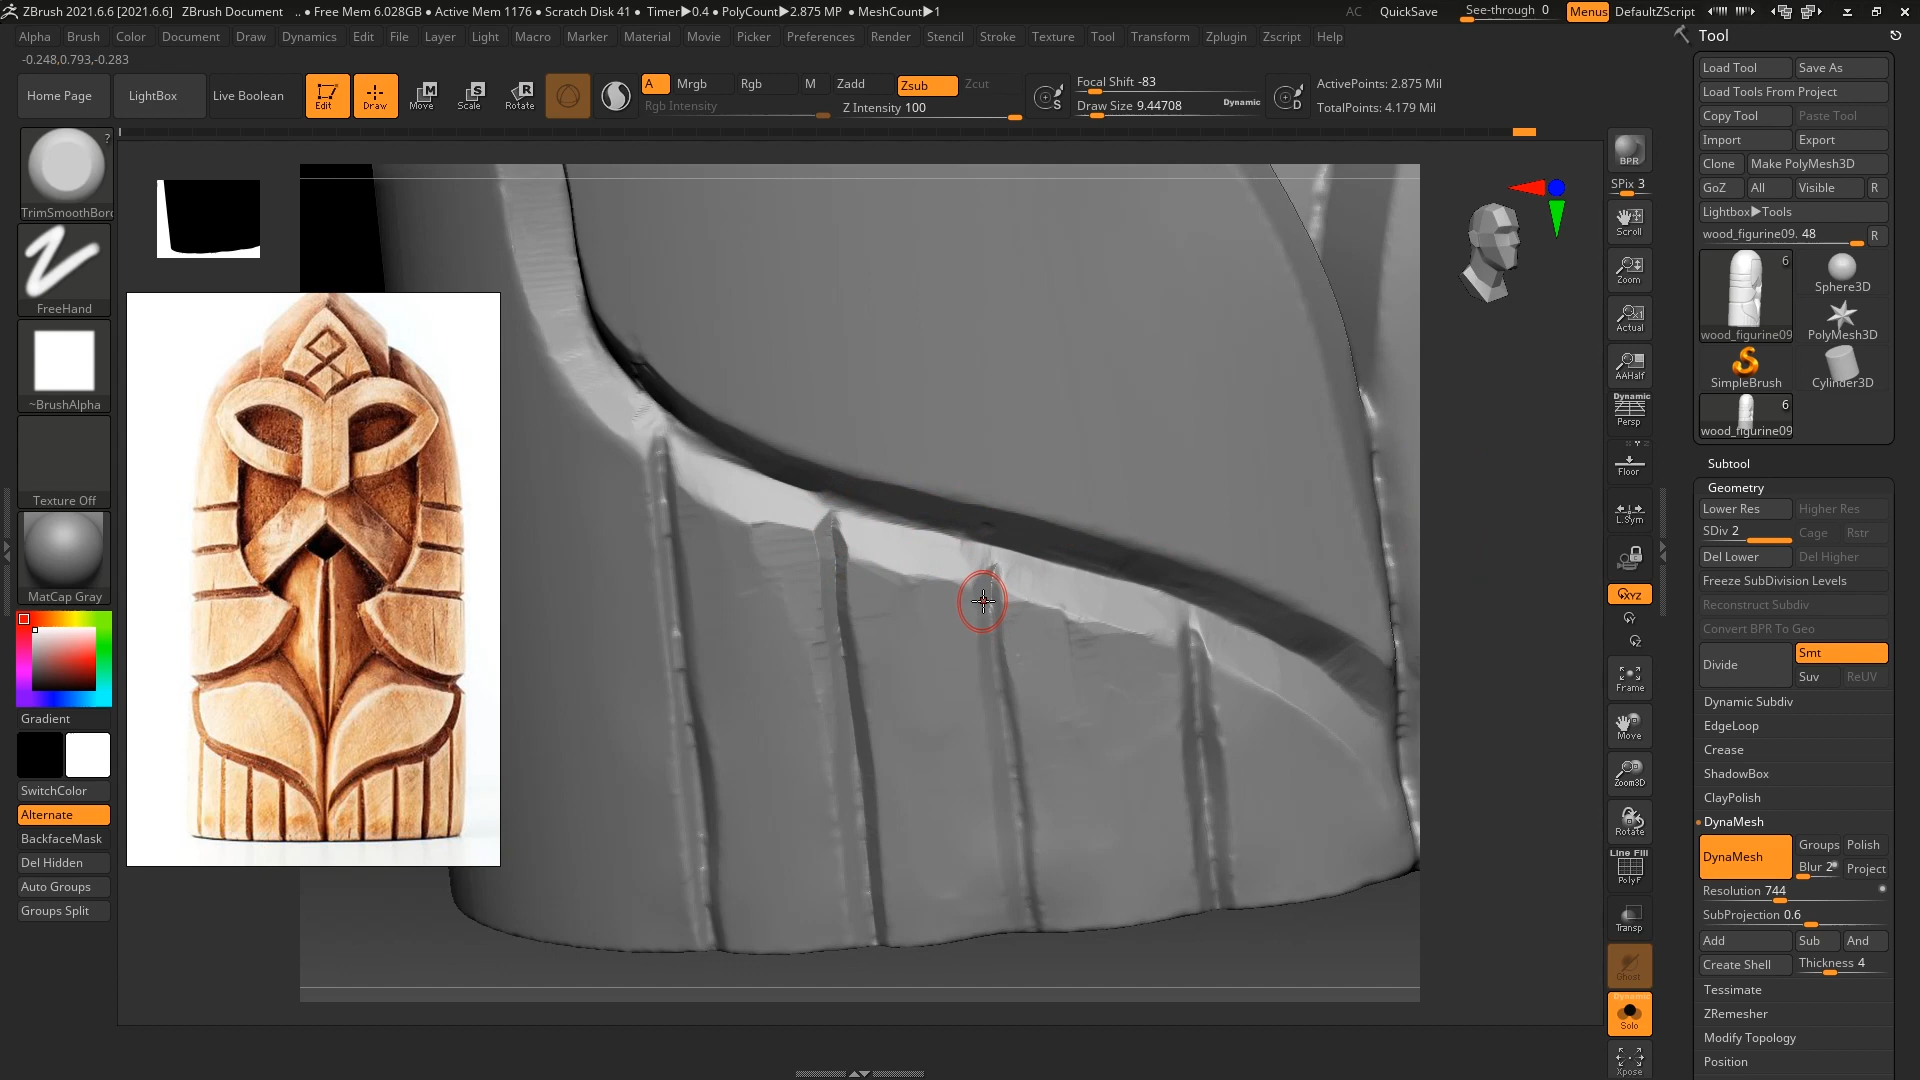 ZBrush 2021.6.6 [2021.6.6] ZBrush Document .. • Free Mem 6.028GB • Active Mem 1176 • Scratch Disk 41 • Timer▶0.4 • PolyCount▶2.875 MP • MeshCount▶1 AC QuickSave See-through 0 Menus DefaultZScript
Alpha Brush Color Document Draw Dynamics Edit File Layer Light Macro Marker Material Movie Picker Preferences Render Stencil Stroke Texture Tool Transform Zplugin Zscript Help
-0.248,0.793,-0.283
Home Page LightBox Live Boolean Edit Draw Move Scale Rotate
A Mrgb Rgb M Zadd Zsub Zcut
Rgb Intensity Z Intensity 100
Focal Shift -83
Draw Size 9.44708 Dynamic
ActivePoints: 2.875 Mil
TotalPoints: 4.179 Mil
?
TrimSmoothBorc
FreeHand
~BrushAlpha
Texture Off
MatCap Gray
Gradient
SwitchColor
Alternate
BackfaceMask
Del Hidden
Auto Groups
Groups Split
BPR
SPix 3
Scroll
Zoom
Actual
AAHalf
Dynamic
Persp
Floor
L.Sym
XYZ
Frame
Move
Zoom3D
Rotate
Line Fill
PolyF
Transp
Ghost
Dynamic
Solo
Xpose
Tool
Load Tool Save As
Load Tools From Project
Copy Tool Paste Tool
Import Export
Clone Make PolyMesh3D
GoZ All Visible R
Lightbox▶Tools
wood_figurine09. 48 R
6
wood_figurine09 Sphere3D
PolyMesh3D
SimpleBrush Cylinder3D
6
wood_figurine09
Subtool
Geometry
Lower Res Higher Res
SDiv 2 Cage Rstr
Del Lower Del Higher
Freeze SubDivision Levels
Reconstruct Subdiv
Convert BPR To Geo
Divide Smt
Suv ReUV
Dynamic Subdiv
EdgeLoop
Crease
ShadowBox
ClayPolish
DynaMesh
DynaMesh Groups Polish
Blur 2 Project
Resolution 744
SubProjection 0.6
Add Sub And
Create Shell Thickness 4
Tessimate
ZRemesher
Modify Topology
Position